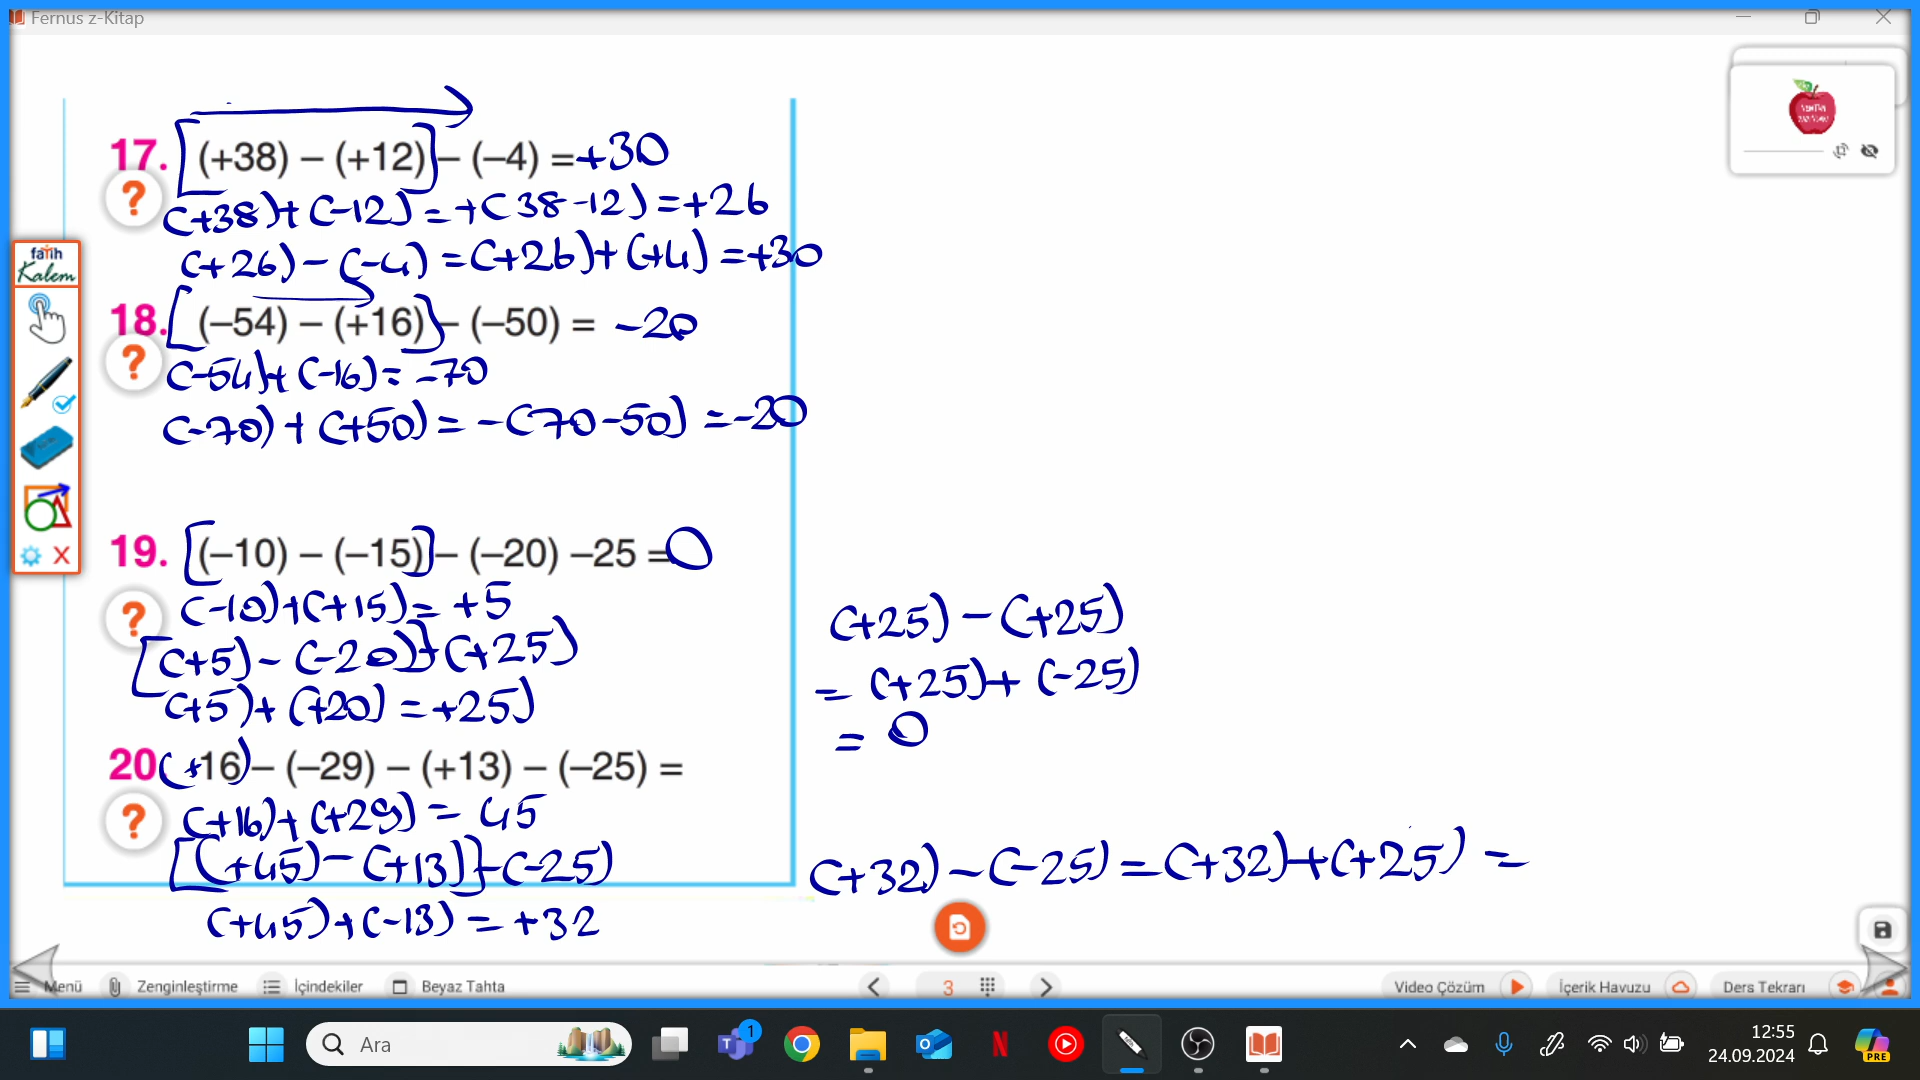 Fernus z-Kitap
17. [(+38) – (+12)] – (–4) = +30
(+38)+(-12) = +(38-12) = +26
(+26) - (-4) = (+26)+(+4) = +30
fatih
Kalem
18. [(–54) – (+16)] – (–50) = -20
(-54)+(-16) = -70
(-70) + (+50) = -(70-50) = -20
19. [(–10) – (–15)] – (–20) –25 = 0
(-10)+(+15) = +5
[(+5) - (-20)]-(+25)
(+5)+(+20) = +25)
(+25) - (+25)
= (+25)+(-25)
= 0
20(+16) – (–29) – (+13) – (–25) =
(+16)+(+29) = 45
[(+45) - (+13)]-(-25)
(+45)+(-13) = +32
(+32) - (-25) = (+32)+(+25) =
Menü
Zenginleştirme
İçindekiler
Beyaz Tahta
3
Video Çözüm
İçerik Havuzu
Ders Tekrarı
Ara
1
12:55
24.09.2024
PRE